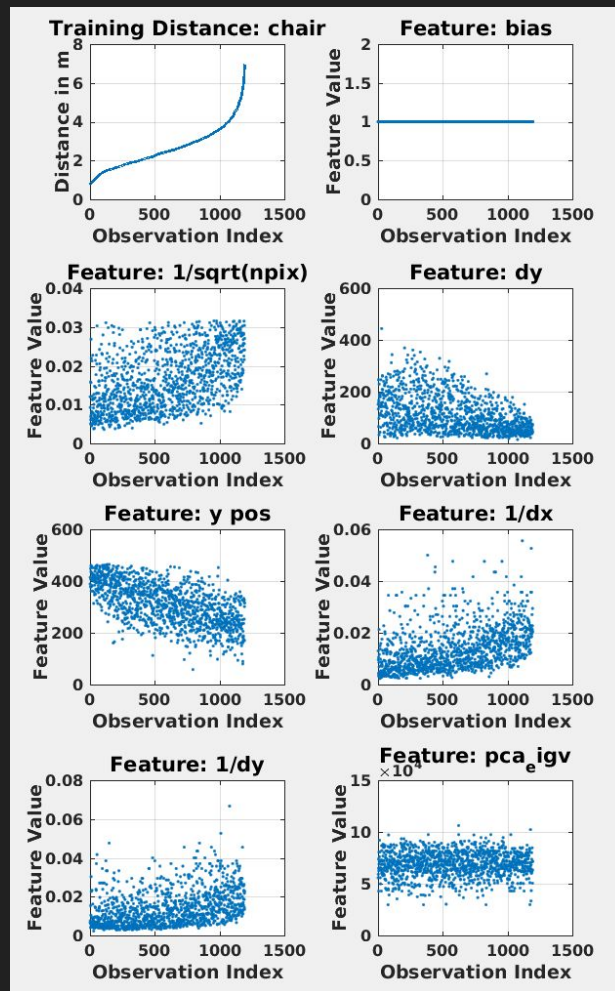 Training Distance: chair
Distance in m
8
6
4
2
0
0 500 1000 1500
Observation Index
Feature: bias
Feature Value
2
1.5
1
0.5
0
0 500 1000 1500
Observation Index
Feature: 1/sqrt(npix)
Feature Value
0.04
0.03
0.02
0.01
0
0 500 1000 1500
Observation Index
Feature: dy
Feature Value
600
400
200
0
0 500 1000 1500
Observation Index
Feature: y pos
Feature Value
600
400
200
0
0 500 1000 1500
Observation Index
Feature: 1/dx
Feature Value
0.06
0.04
0.02
0
0 500 1000 1500
Observation Index
Feature: 1/dy
Feature Value
0.08
0.06
0.04
0.02
0
0 500 1000 1500
Observation Index
Feature: pca_eigv
×10^4
Feature Value
15
10
5
0
0 500 1000 1500
Observation Index